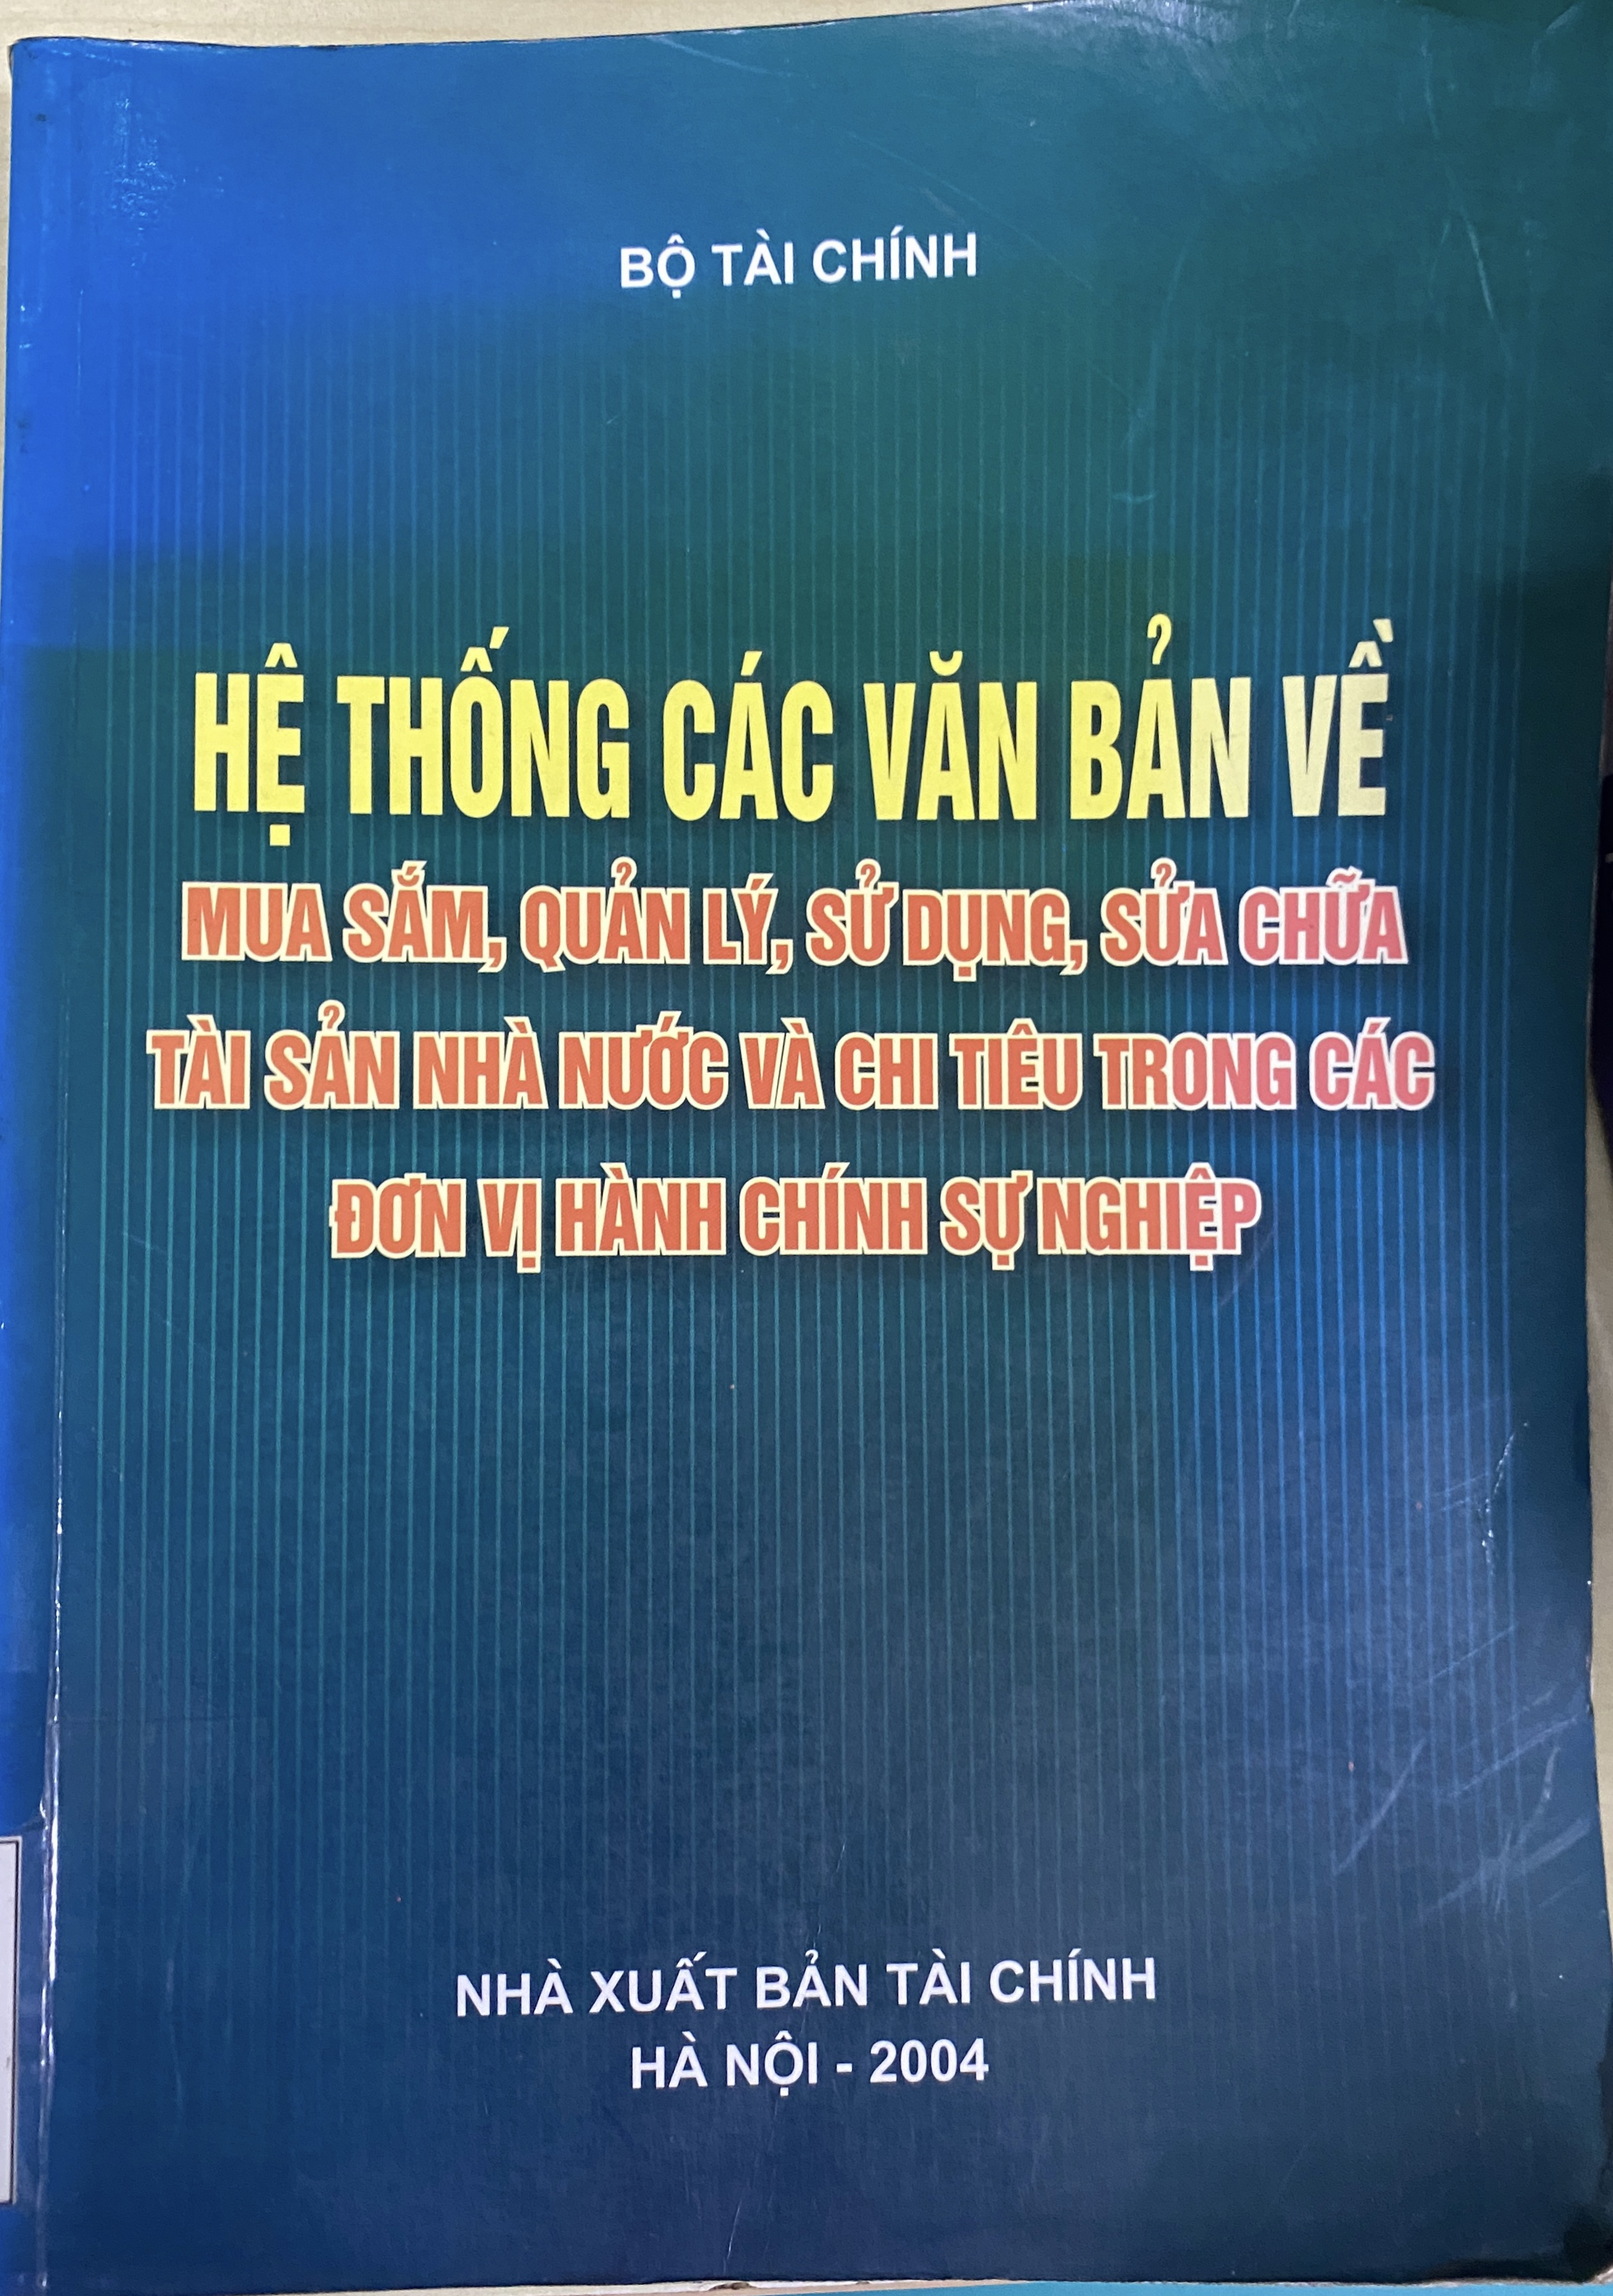 BỘ TÀI CHÍNH
HỆ THỐNG CÁC VĂN BẢN VỀ
MUA SẮM, QUẢN LÝ, SỬ DỤNG, SỬA CHỮA
TÀI SẢN NHÀ NƯỚC VÀ CHI TIÊU TRONG CÁC
ĐƠN VỊ HÀNH CHÍNH SỰ NGHIỆP
NHÀ XUẤT BẢN TÀI CHÍNH
HÀ NỘI - 2004